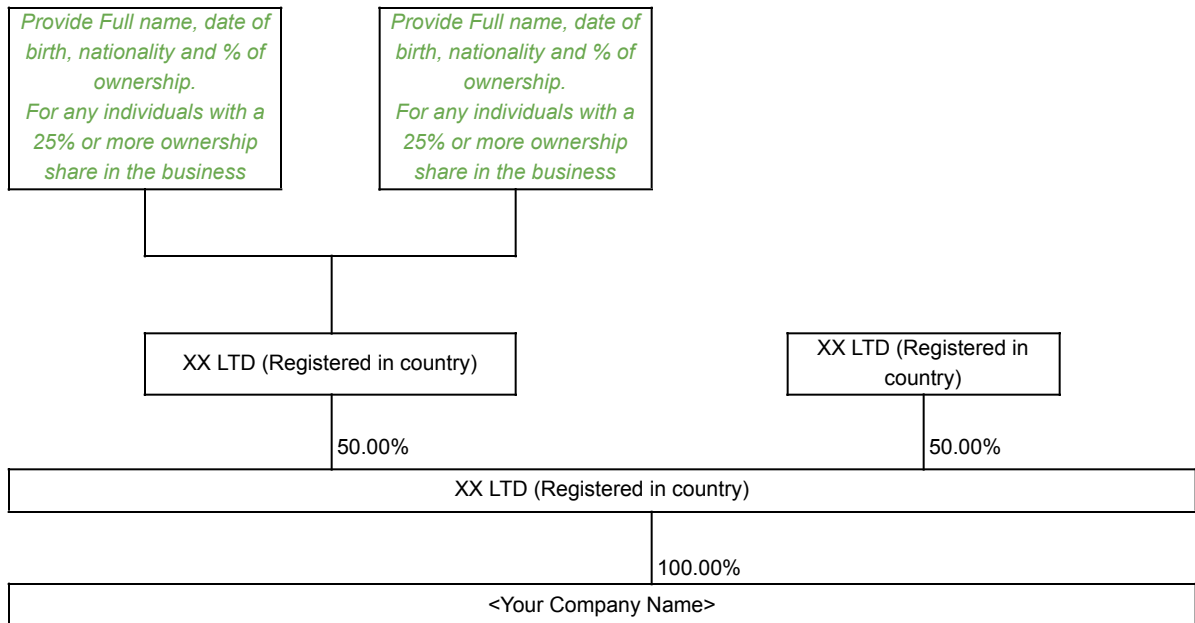 Provide Full name, date of
birth, nationality and % of
ownership.
For any individuals with a
25% or more ownership
share in the business
Provide Full name, date of
birth, nationality and % of
ownership.
For any individuals with a
25% or more ownership
share in the business
XX LTD (Registered in country)
XX LTD (Registered in
country)
50.00%
50.00%
XX LTD (Registered in country)
100.00%
<Your Company Name>